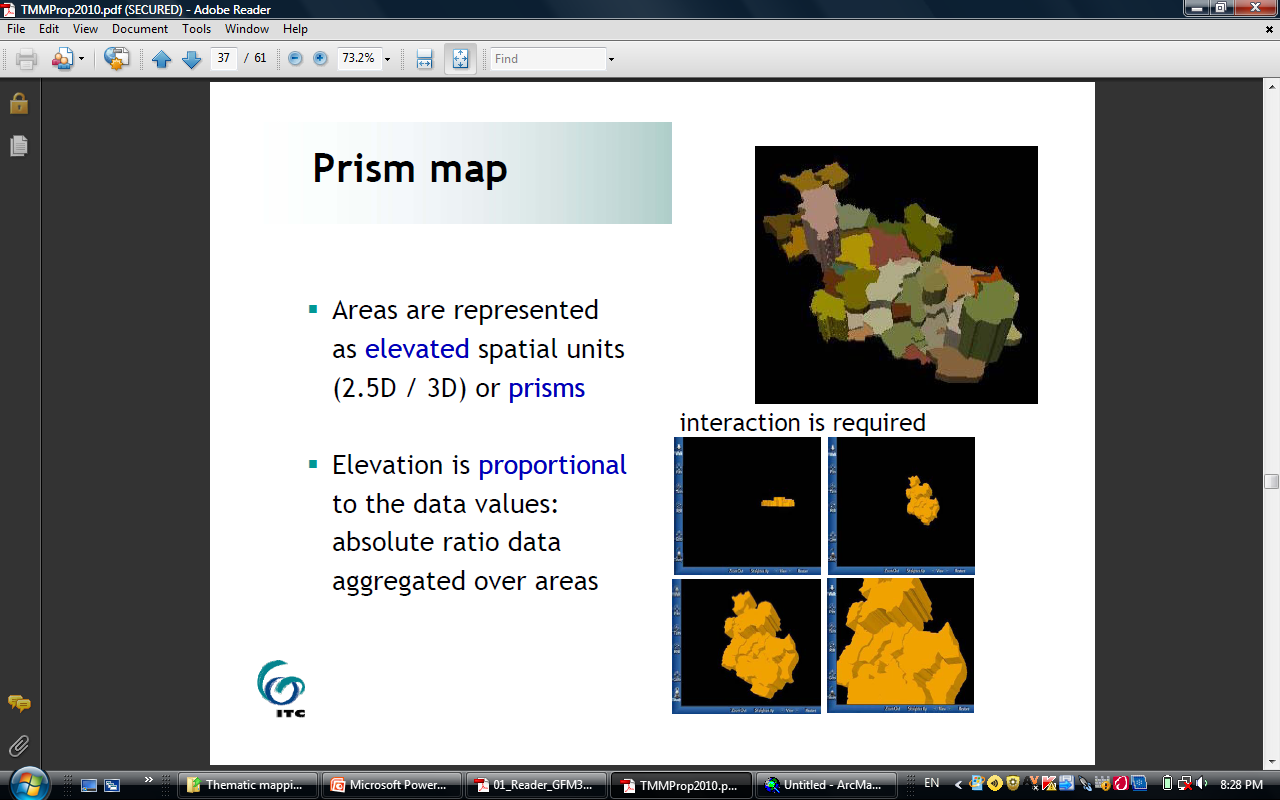 TMMProp2010.pdf (SECURED) - Adobe Reader
File Edit View Document Tools Window Help
37 / 61 73.2% Find
Prism map
Areas are represented
as elevated spatial units
(2.5D / 3D) or prisms
Elevation is proportional
to the data values:
absolute ratio data
aggregated over areas
interaction is required
ITC
Thematic mappi... Microsoft Power... 01_Reader_GFM3... TMMProp2010.p... Untitled - ArcMa... EN 8:28 PM